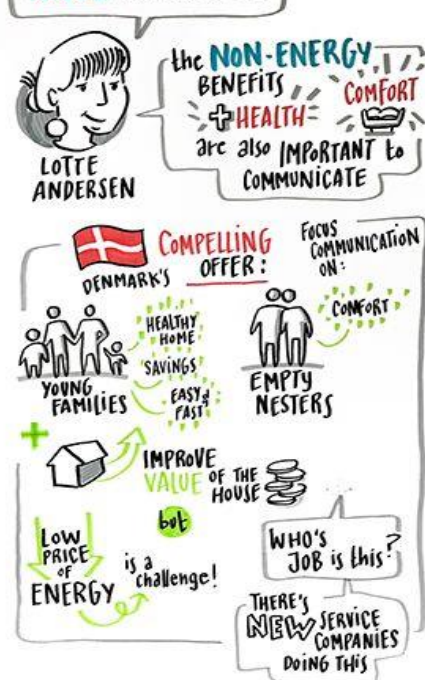 the NON-ENERGY
BENEFITS
+HEALTH
COMFORT
are also IMPORTANT to
COMMUNICATE
LOTTE
ANDERSEN
DENMARK'S
COMPELLING
OFFER:
FOCUS
COMMUNICATION
ON:
HEALTHY
HOME
SAVINGS
EASY &
FAST
YOUNG
FAMILIES
COMFORT
EMPTY
NESTERS
+
IMPROVE
VALUE OF THE
HOUSE
but
LOW
PRICE
OF
ENERGY
is a
challenge!
WHO'S
JOB is this?
THERE'S
NEW SERVICE
COMPANIES
DOING THIS